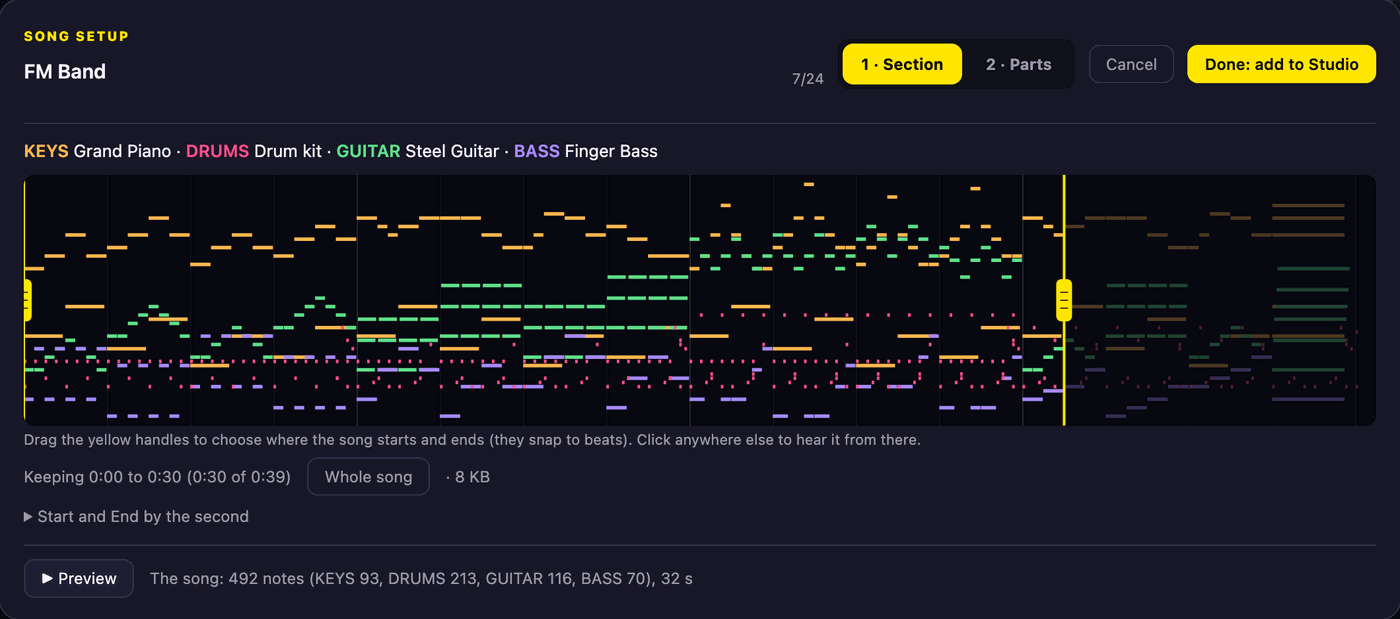 SONG SETUP
FM Band
7/24
1 · Section
2 · Parts
Cancel
Done: add to Studio
KEYS Grand Piano · DRUMS Drum kit · GUITAR Steel Guitar · BASS Finger Bass
Drag the yellow handles to choose where the song starts and ends (they snap to beats). Click anywhere else to hear it from there.
Keeping 0:00 to 0:30 (0:30 of 0:39)
Whole song
· 8 KB
▶ Start and End by the second
▶ Preview
The song: 492 notes (KEYS 93, DRUMS 213, GUITAR 116, BASS 70), 32 s